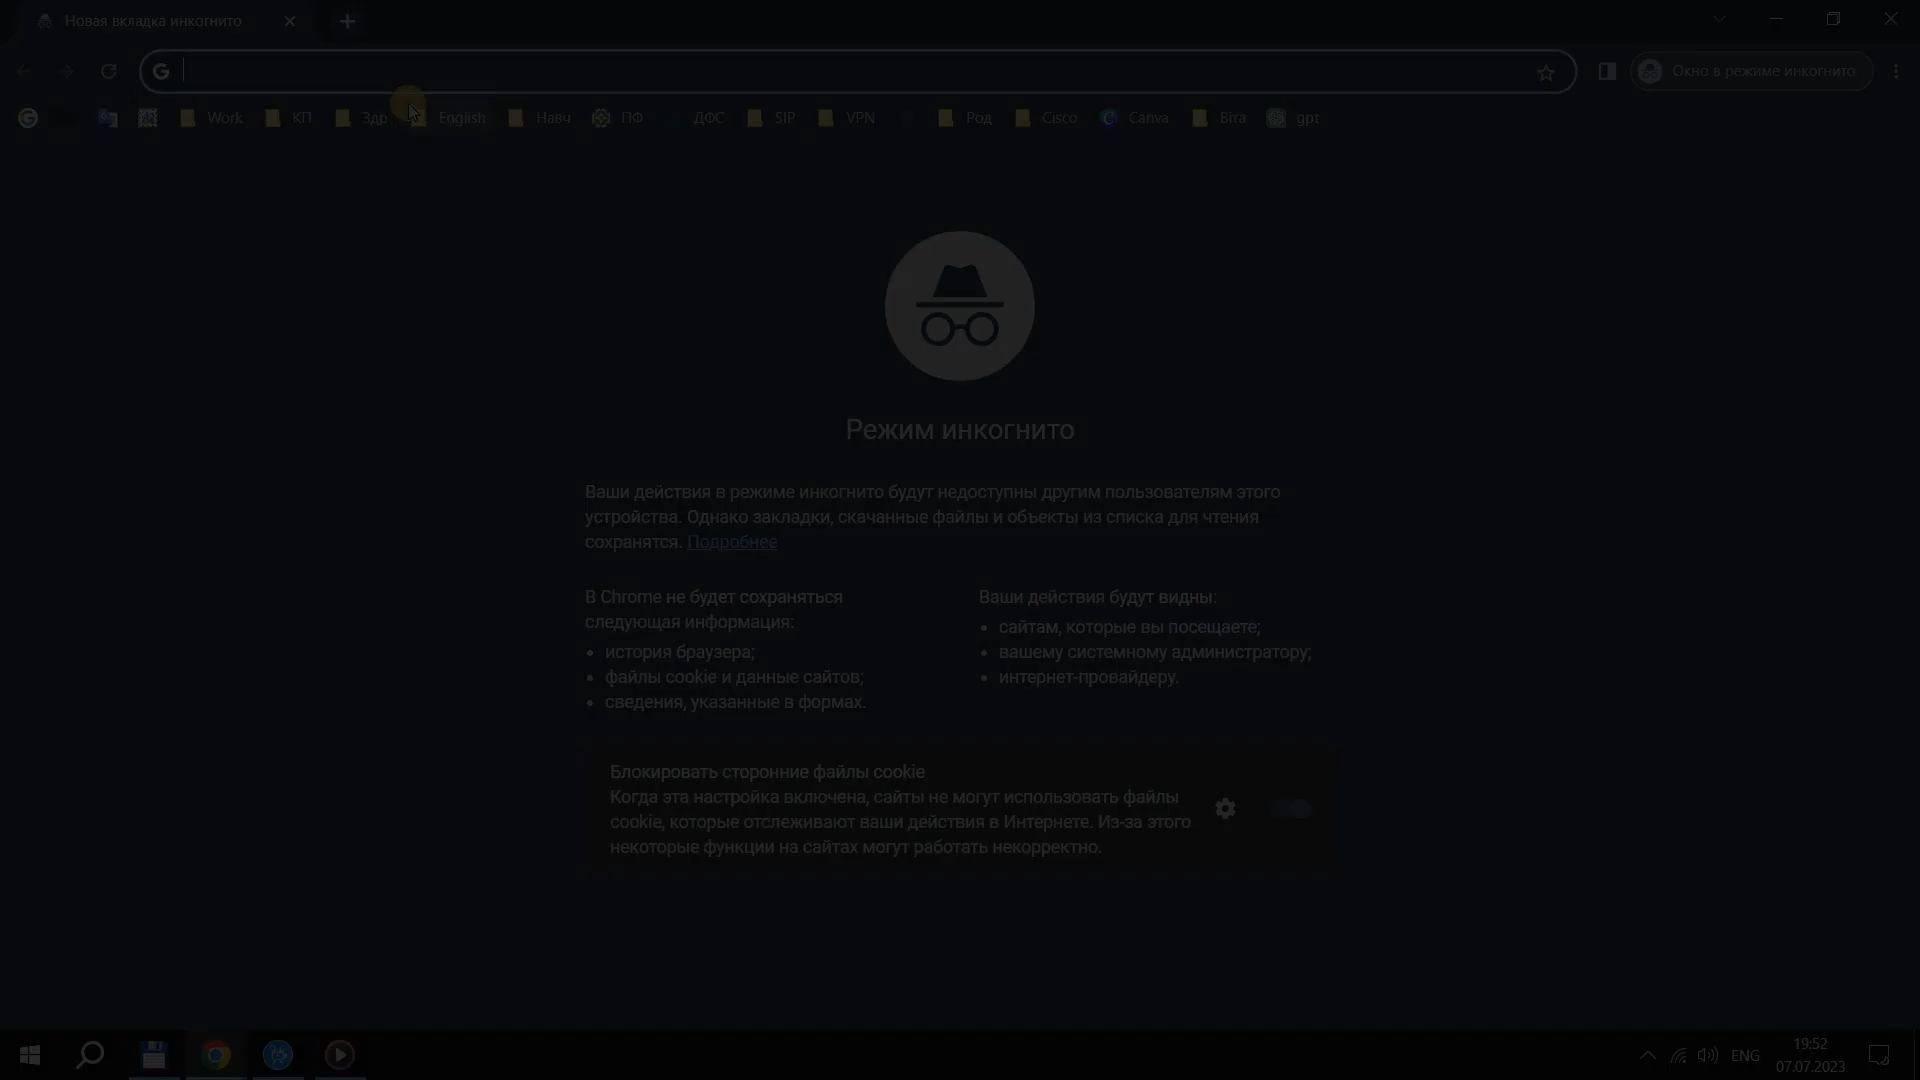 Новая вкладка инкогнито
Окно в режиме инкогнито
Work КП Здр English Навч ПФ ДФС SIP VPN Род Cisco Canva Віта gpt
Режим инкогнито
Ваши действия в режиме инкогнито будут недоступны другим пользователям этого
устройства. Однако закладки, скачанные файлы и объекты из списка для чтения
сохранятся. Подробнее
В Chrome не будет сохраняться
следующая информация:
• история браузера;
• файлы cookie и данные сайтов;
• сведения, указанные в формах.
Ваши действия будут видны:
• сайтам, которые вы посещаете;
• вашему системному администратору;
• интернет-провайдеру.
Блокировать сторонние файлы cookie
Когда эта настройка включена, сайты не могут использовать файлы
cookie, которые отслеживают ваши действия в Интернете. Из-за этого
некоторые функции на сайтах могут работать некорректно.
ENG
19:52
07.07.2023